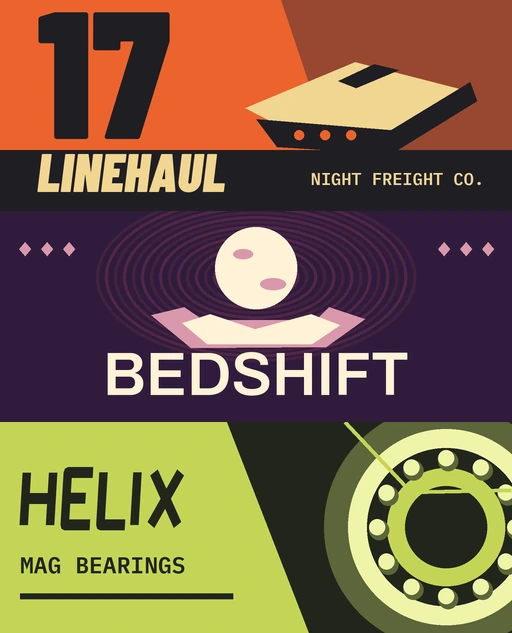 17
LINEHAUL
NIGHT FREIGHT CO.
BEDSHIFT
HELIX
MAG BEARINGS